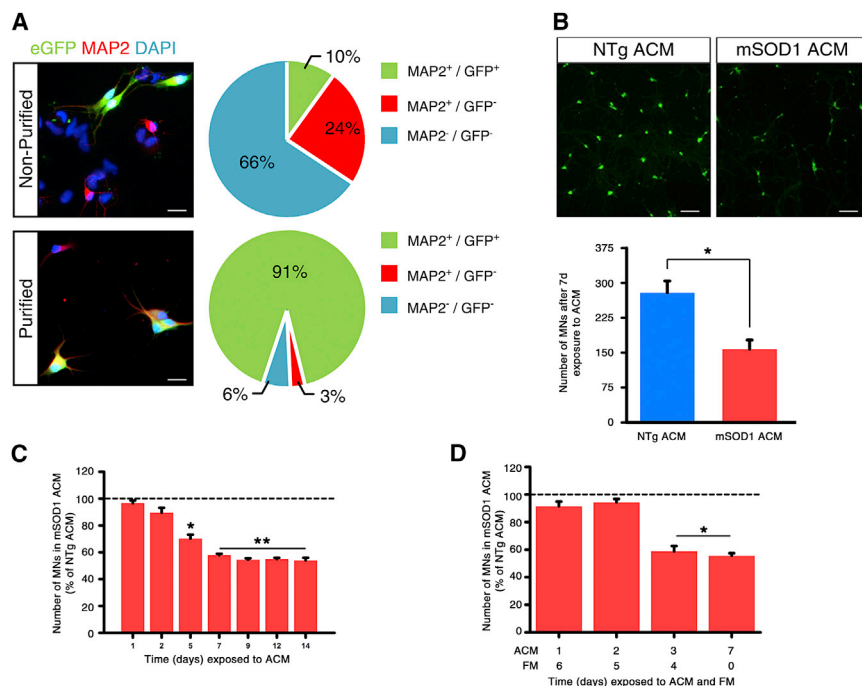 A
eGFP MAP2 DAPI
Non-Purified
10%
24%
66%
MAP2⁺ / GFP⁺
MAP2⁺ / GFP⁻
MAP2⁻ / GFP⁻
Purified
91%
6%
3%
MAP2⁺ / GFP⁺
MAP2⁺ / GFP⁻
MAP2⁻ / GFP⁻
B
NTg ACM
mSOD1 ACM
Number of MNs after 7d
exposure to ACM
375
300
225
150
75
0
*
NTg ACM
mSOD1 ACM
C
Number of MNs in mSOD1 ACM
(% of NTg ACM)
120
100
80
60
40
20
0
*
**
1 2 5 7 9 12 14
Time (days) exposed to ACM
D
Number of MNs in mSOD1 ACM
(% of NTg ACM)
120
100
80
60
40
20
0
*
ACM 1 2 3 7
FM 6 5 4 0
Time (days) exposed to ACM and FM